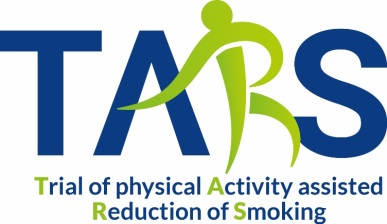 TARS
Trial of physical Activity assisted
Reduction of Smoking